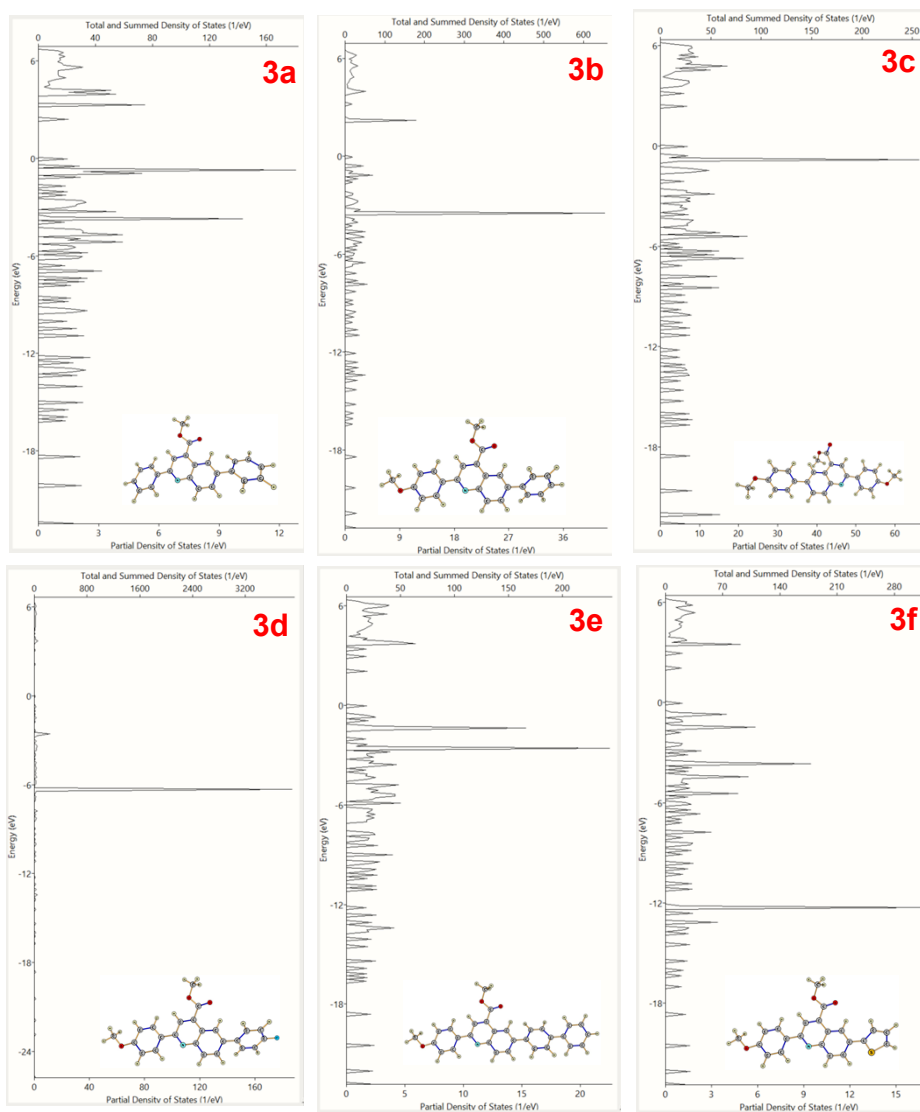 Total and Summed Density of States (1/eV)
0 40 80 120 160
3a
6
0
-6
-12
-18
Energy (eV)
0 3 6 9 12
Partial Density of States (1/eV)
Total and Summed Density of States (1/eV)
0 100 200 300 400 500 600
3b
6
0
-6
-12
-18
Energy (eV)
0 9 18 27 36
Partial Density of States (1/eV)
Total and Summed Density of States (1/eV)
0 50 100 150 200 250
3c
6
0
-6
-12
-18
Energy (eV)
0 10 20 30 40 50 60
Partial Density of States (1/eV)
Total and Summed Density of States (1/eV)
0 800 1600 2400 3200
3d
6
0
-6
-12
-18
-24
Energy (eV)
0 40 80 120 160
Partial Density of States (1/eV)
Total and Summed Density of States (1/eV)
0 50 100 150 200
3e
6
0
-6
-12
-18
Energy (eV)
0 5 10 15 20
Partial Density of States (1/eV)
Total and Summed Density of States (1/eV)
0 70 140 210 280
3f
6
0
-6
-12
-18
Energy (eV)
0 3 6 9 12 15
Partial Density of States (1/eV)